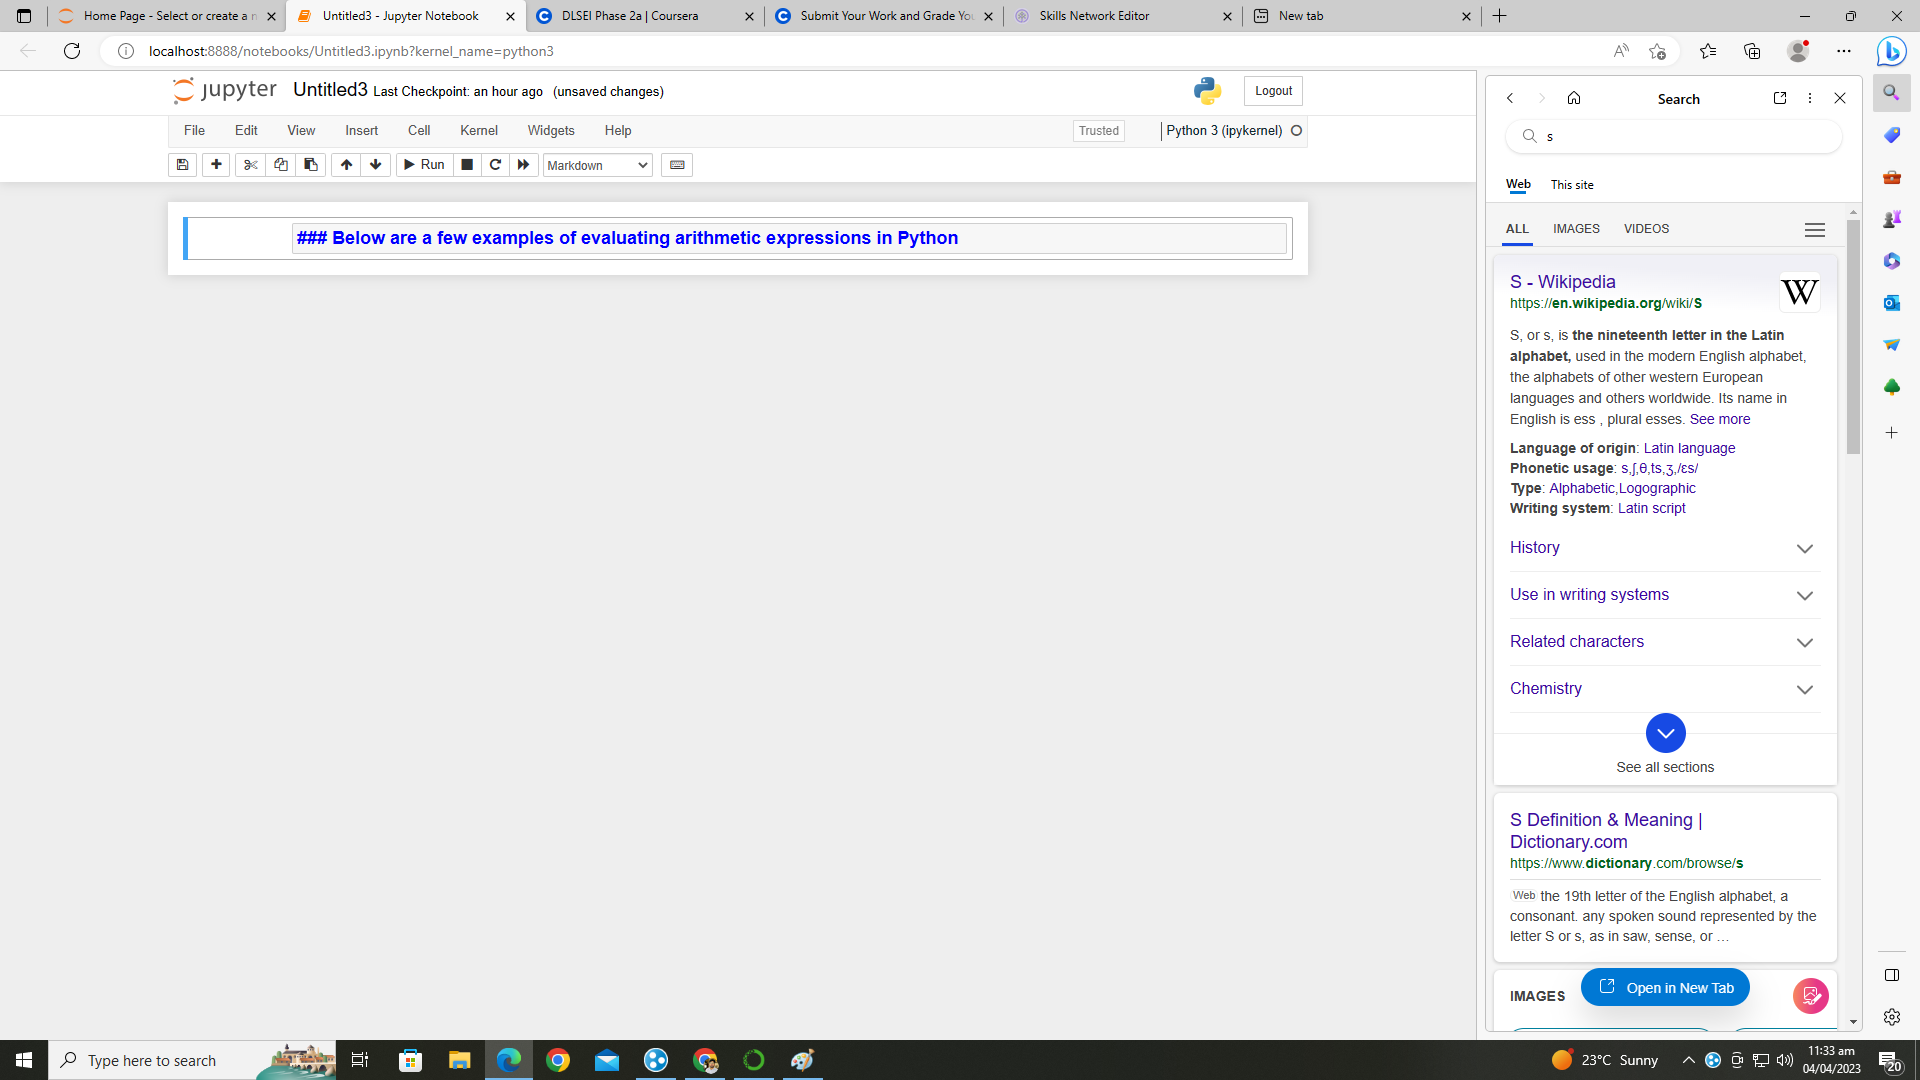 Home Page - Select or create a n
Untitled3 - Jupyter Notebook
DLSEI Phase 2a | Coursera
Submit Your Work and Grade You
Skills Network Editor
New tab
localhost:8888/notebooks/Untitled3.ipynb?kernel_name=python3
jupyter Untitled3 Last Checkpoint: an hour ago (unsaved changes)
Logout
File Edit View Insert Cell Kernel Widgets Help
Trusted
Python 3 (ipykernel)
Run
Markdown
### Below are a few examples of evaluating arithmetic expressions in Python
Search
s
Web This site
ALL IMAGES VIDEOS
S - Wikipedia
https://en.wikipedia.org/wiki/S
W
S, or s, is the nineteenth letter in the Latin
alphabet, used in the modern English alphabet,
the alphabets of other western European
languages and others worldwide. Its name in
English is ess , plural esses. See more
Language of origin: Latin language
Phonetic usage: s,ʃ,θ,ts,ʒ,/ɛs/
Type: Alphabetic,Logographic
Writing system: Latin script
History
Use in writing systems
Related characters
Chemistry
See all sections
S Definition & Meaning |
Dictionary.com
https://www.dictionary.com/browse/s
Web the 19th letter of the English alphabet, a
consonant. any spoken sound represented by the
letter S or s, as in saw, sense, or …
IMAGES
Open in New Tab
Type here to search
23°C Sunny
11:33 am
04/04/2023
20